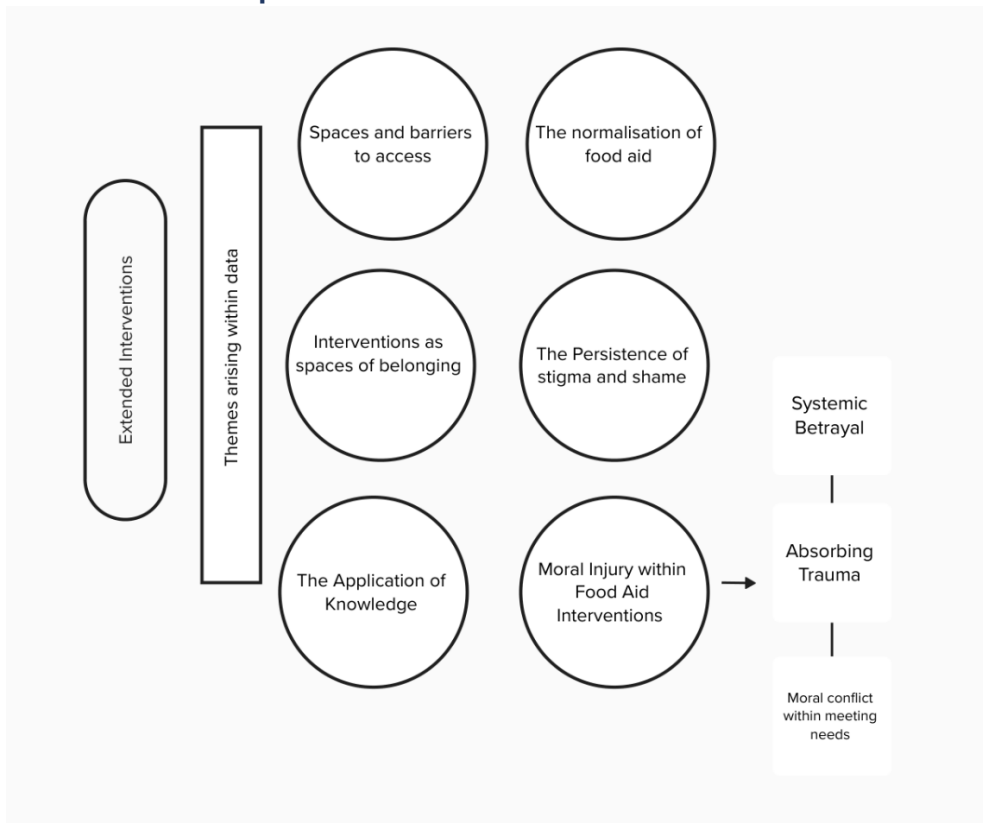 Extended Interventions
Themes arising within data
Spaces and barriers
to access
The normalisation of
food aid
Interventions as
spaces of belonging
The Persistence of
stigma and shame
The Application of
Knowledge
Moral Injury within
Food Aid
Interventions
Systemic
Betrayal
Absorbing
Trauma
Moral conflict
within meeting
needs